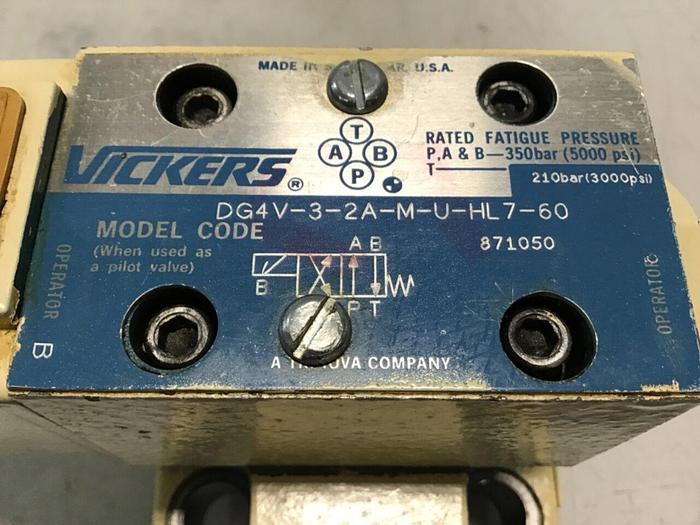 MADE IN U.S.A.
T
A B
P
VICKERS ®
RATED FATIGUE PRESSURE
P,A & B—350bar (5000 psi)
T— 210bar(3000psi)
DG4V-3-2A-M-U-HL7-60
MODEL CODE
871050
(When used as
a pilot valve)
A B
B
P T
OPERATOR
B
OPERATOR
A COMPANY